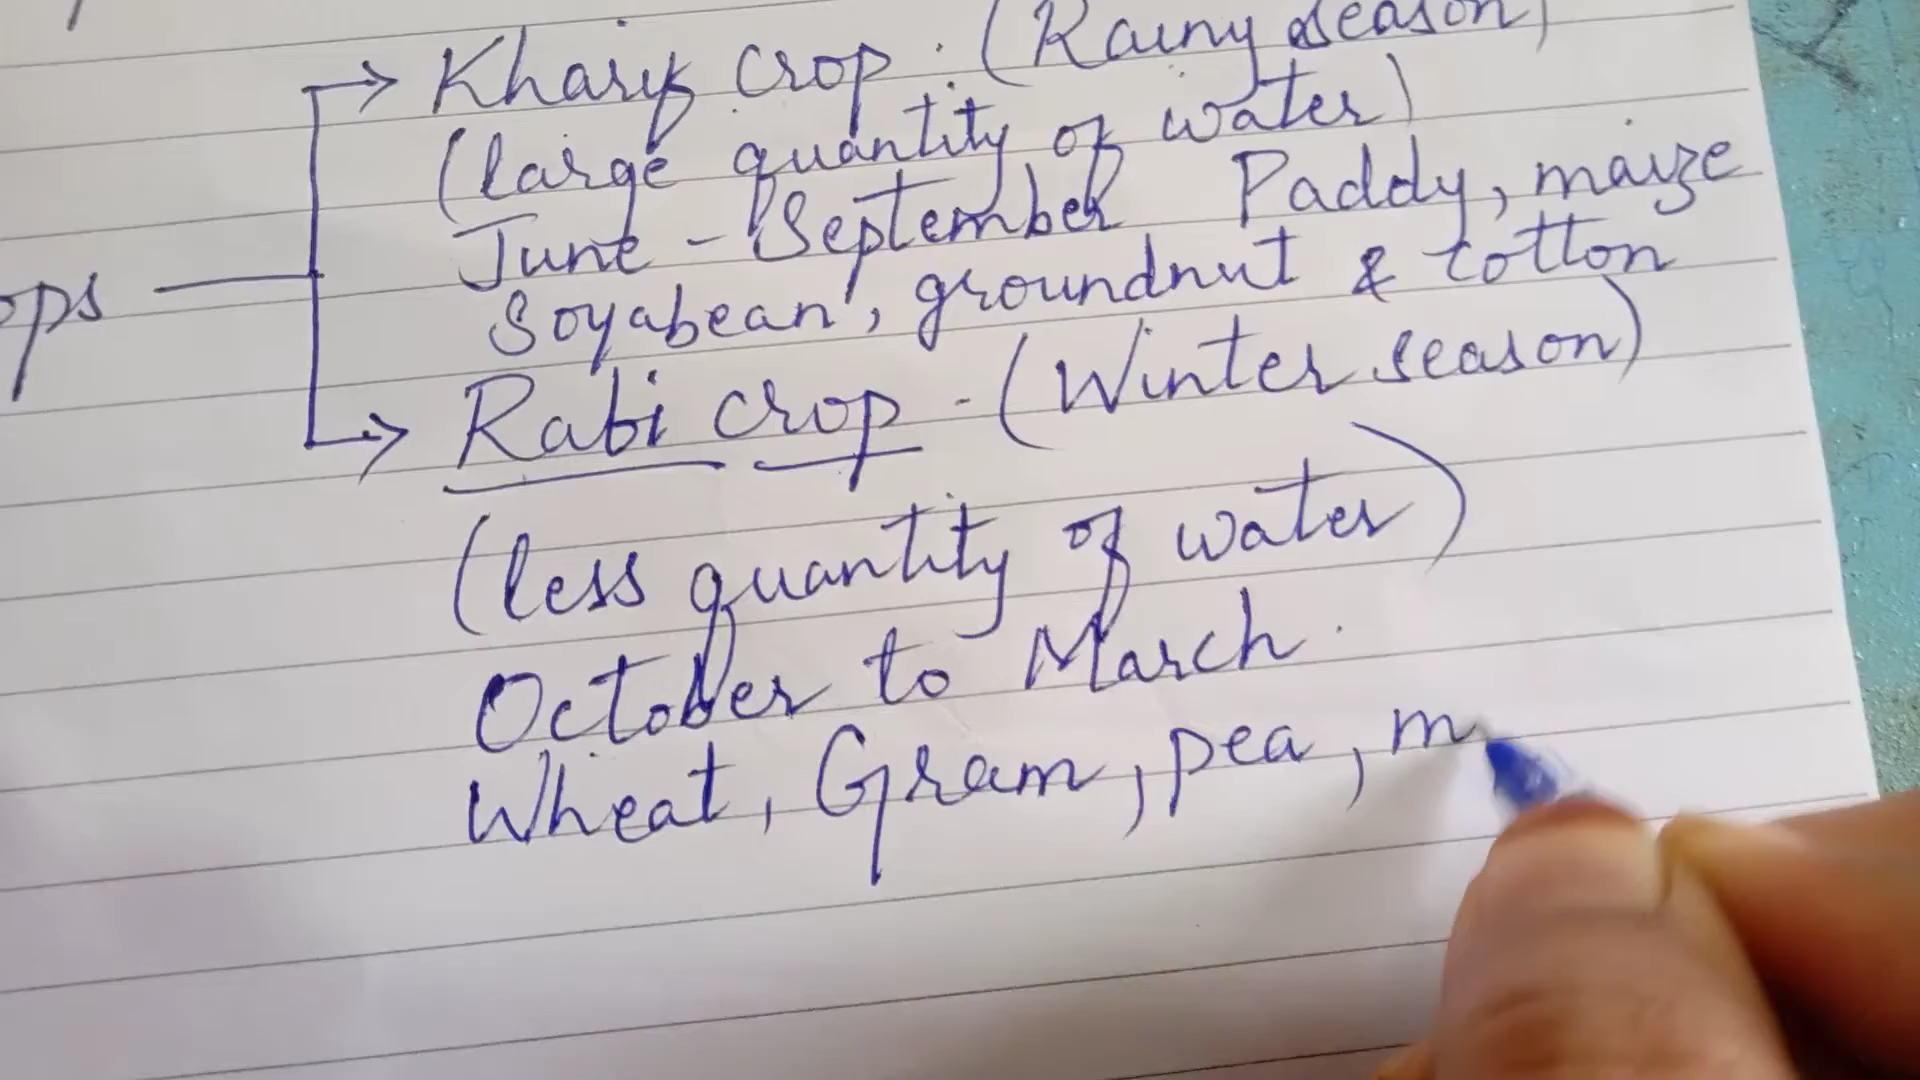 Kharif crop. (Rainy season)
(large quantity of water)
June - September Paddy, maize
Soyabean, groundnut & cotton
ops
Rabi crop - (Winter season)
(less quantity of water)
October to March.
Wheat, Gram, pea, m